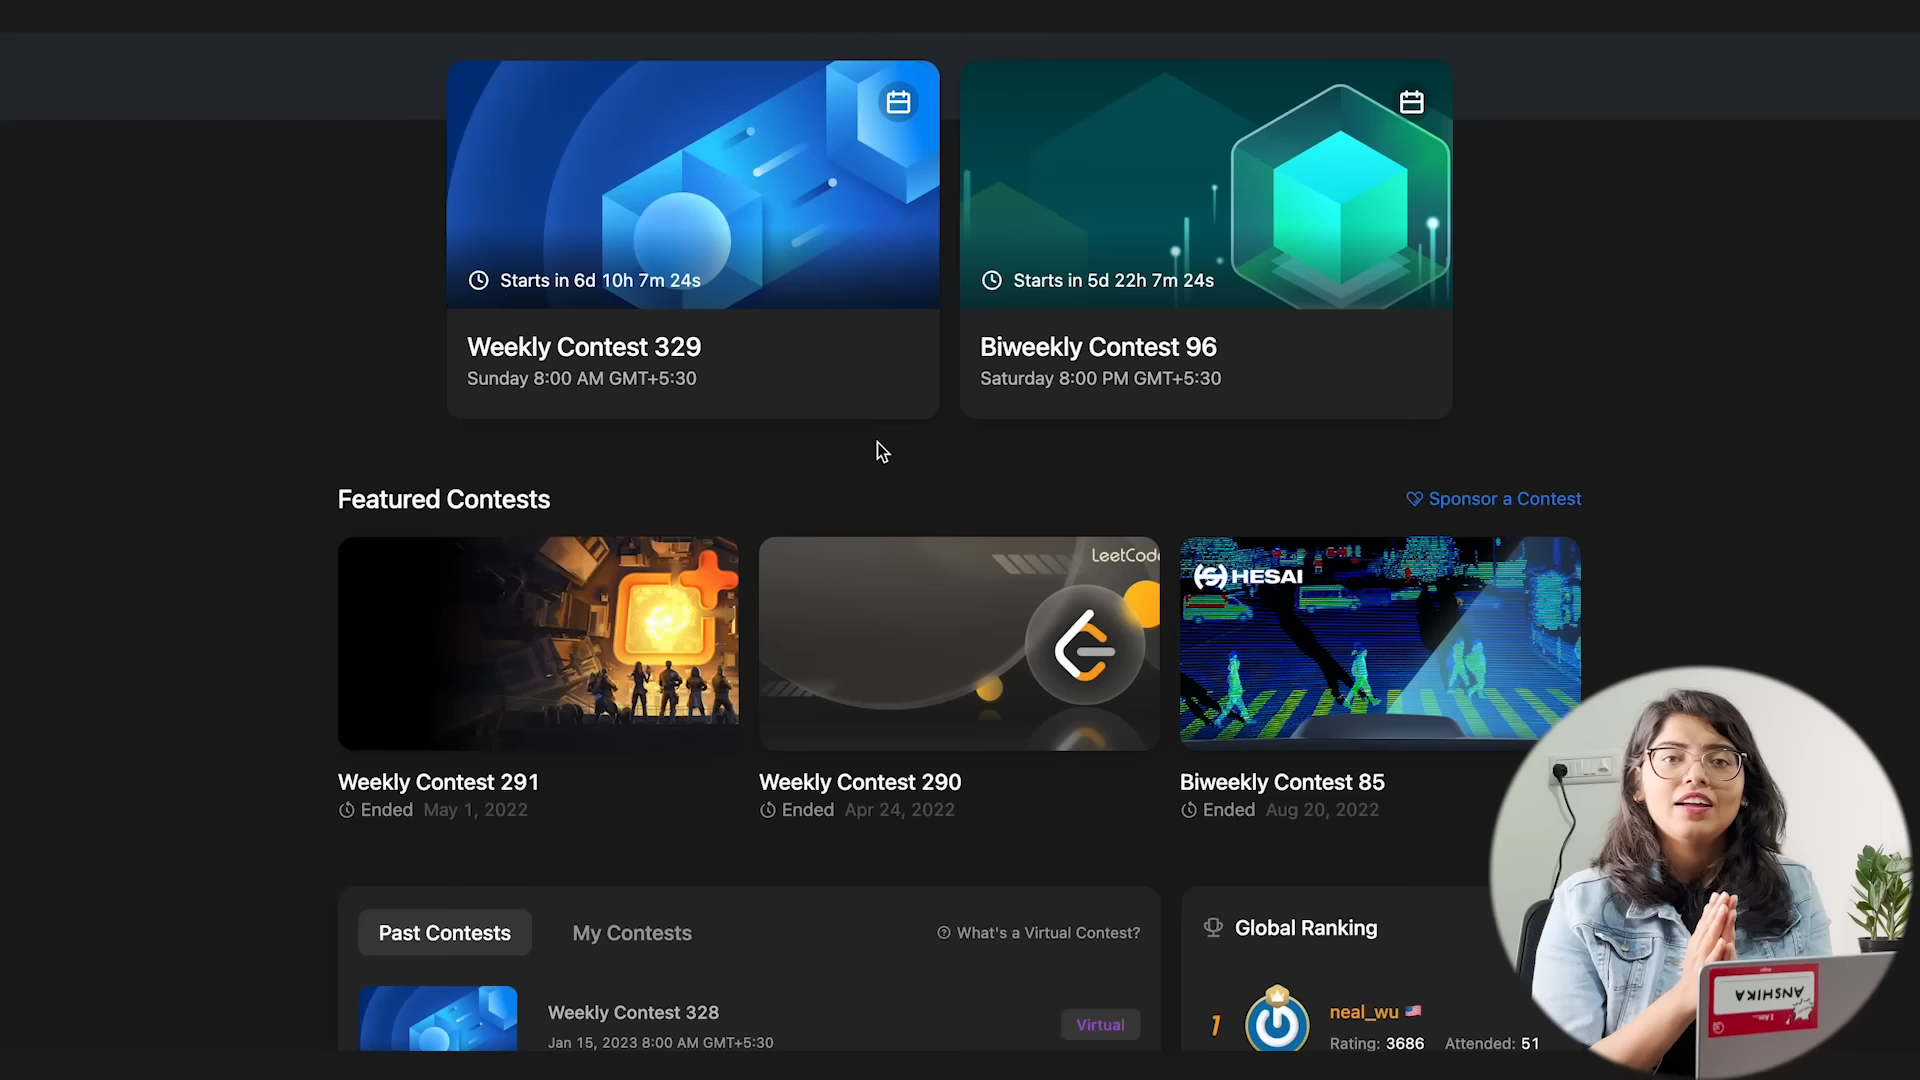 Starts in 6d 10h 7m 24s
Weekly Contest 329
Sunday 8:00 AM GMT+5:30
Starts in 5d 22h 7m 24s
Biweekly Contest 96
Saturday 8:00 PM GMT+5:30
Featured Contests
Sponsor a Contest
LeetCode
HESAI
Weekly Contest 291
Ended May 1, 2022
Weekly Contest 290
Ended Apr 24, 2022
Biweekly Contest 85
Ended Aug 20, 2022
Past Contests
My Contests
What's a Virtual Contest?
Weekly Contest 328
Jan 15, 2023 8:00 AM GMT+5:30
Virtual
Global Ranking
1
neal_wu
Rating: 3686 Attended: 51
ANSHIKA